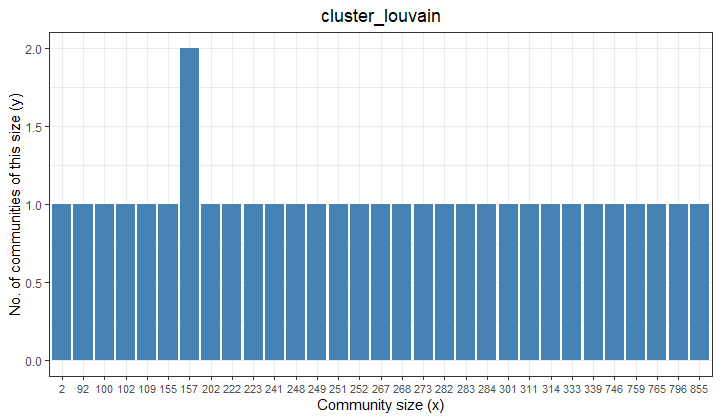 cluster_louvain
No. of communities of this size (y)
2.0
1.5
1.0
0.5
0.0
2 92 100 102 109 155 157 202 222 223 241 248 249 251 252 267 268 273 282 283 284 301 311 314 333 339 746 759 765 796 855
Community size (x)